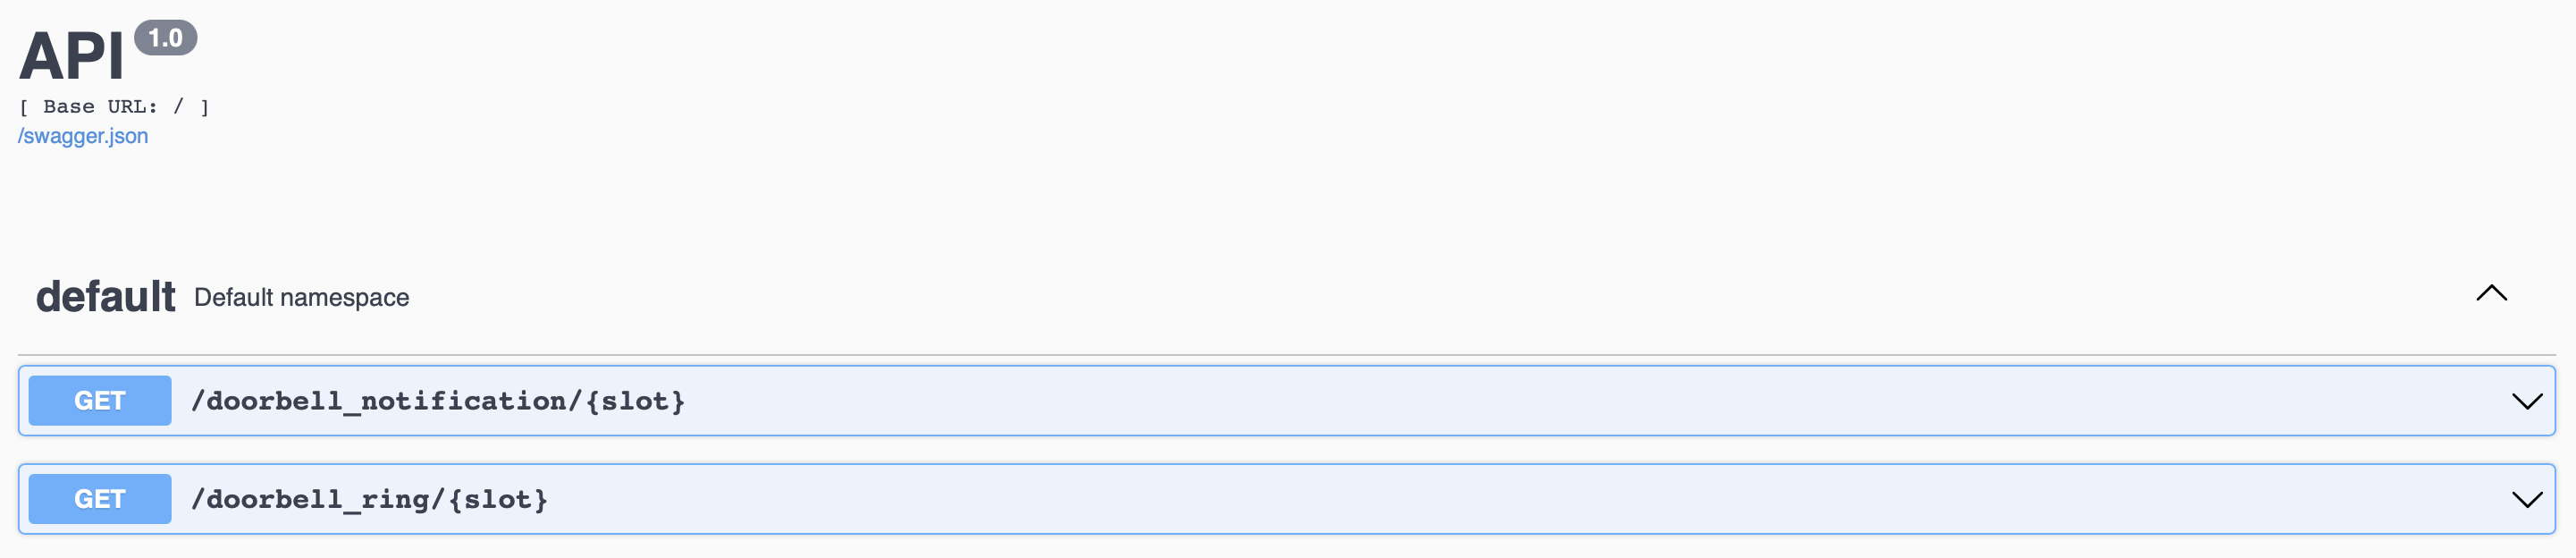 API 1.0
[ Base URL: / ]
/swagger.json
default Default namespace
GET /doorbell_notification/{slot}
GET /doorbell_ring/{slot}